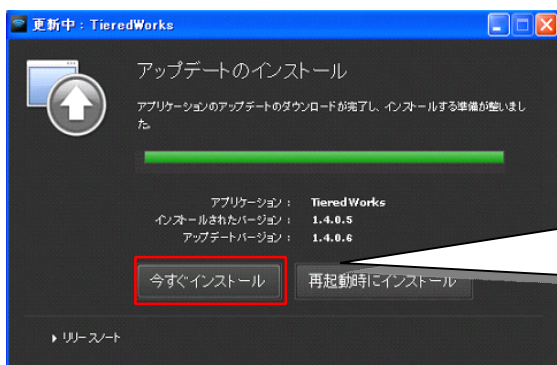 更新中：TieredWorks
アップデートのインストール
アプリケーションのアップデートのダウンロードが完了し、インストールする準備が整いまし
た。
アプリケーション： TieredWorks
インストールされたバージョン： 1.4.0.5
アップデートバージョン： 1.4.0.6
今すぐインストール 再起動時にインストール
リリースノート